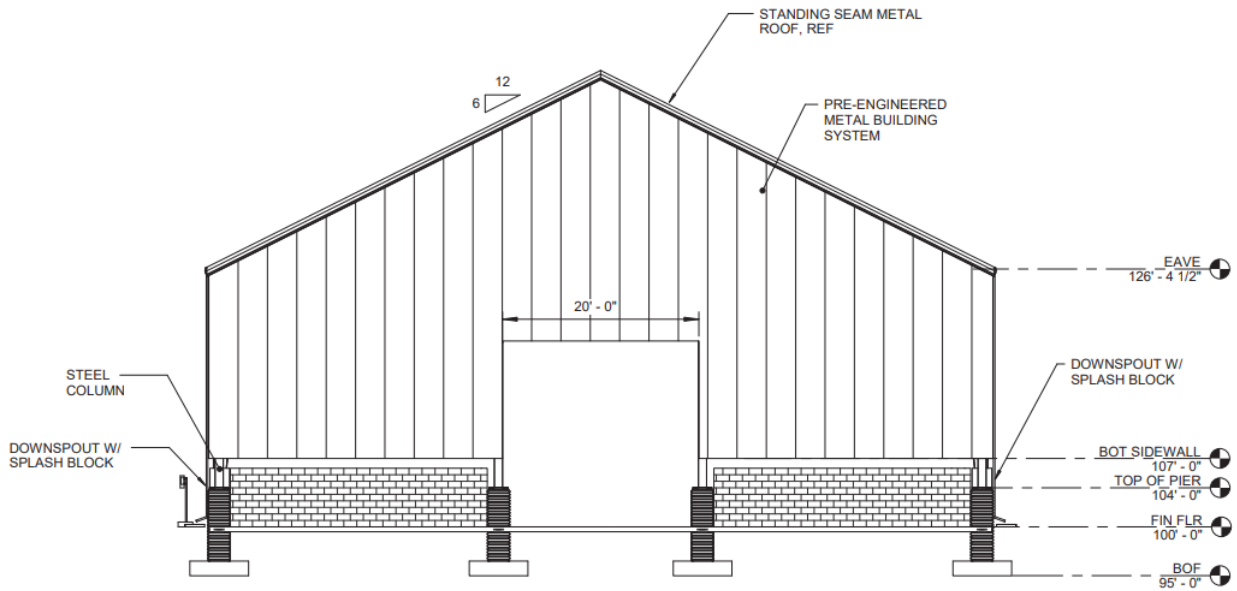 STANDING SEAM METAL
ROOF, REF
12
6
PRE-ENGINEERED
METAL BUILDING
SYSTEM
EAVE
126' - 4 1/2"
20' - 0"
STEEL
COLUMN
DOWNSPOUT W/
SPLASH BLOCK
DOWNSPOUT W/
SPLASH BLOCK
BOT SIDEWALL
107' - 0"
TOP OF PIER
104' - 0"
FIN FLR
100' - 0"
BOF
95' - 0"